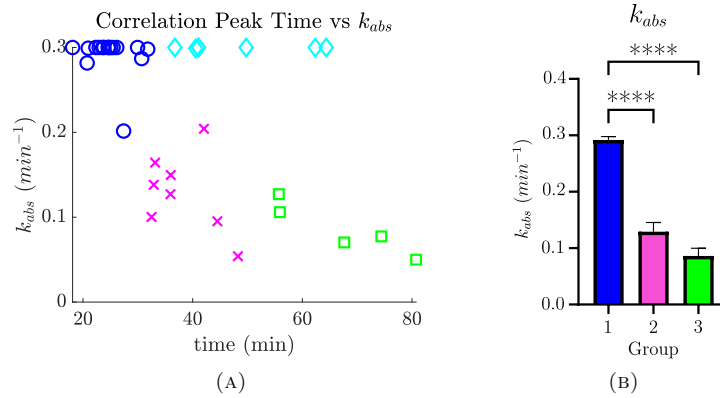 Correlation Peak Time vs k_abs
0.3
0.2
0.1
0
k_abs (min⁻¹)
20 40 60 80
time (min)
(A)
k_abs
****
****
0.4
0.3
0.2
0.1
0.0
k_abs (min⁻¹)
1 2 3
Group
(B)